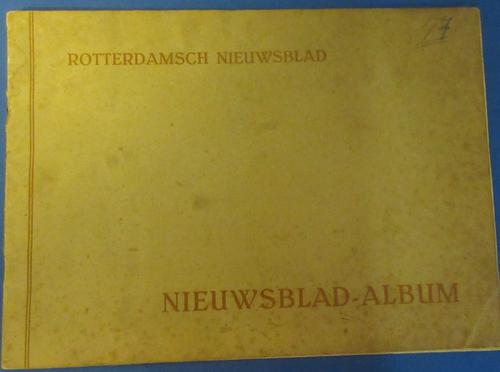 ROTTERDAMSCH NIEUWSBLAD
NIEUWSBLAD-ALBUM